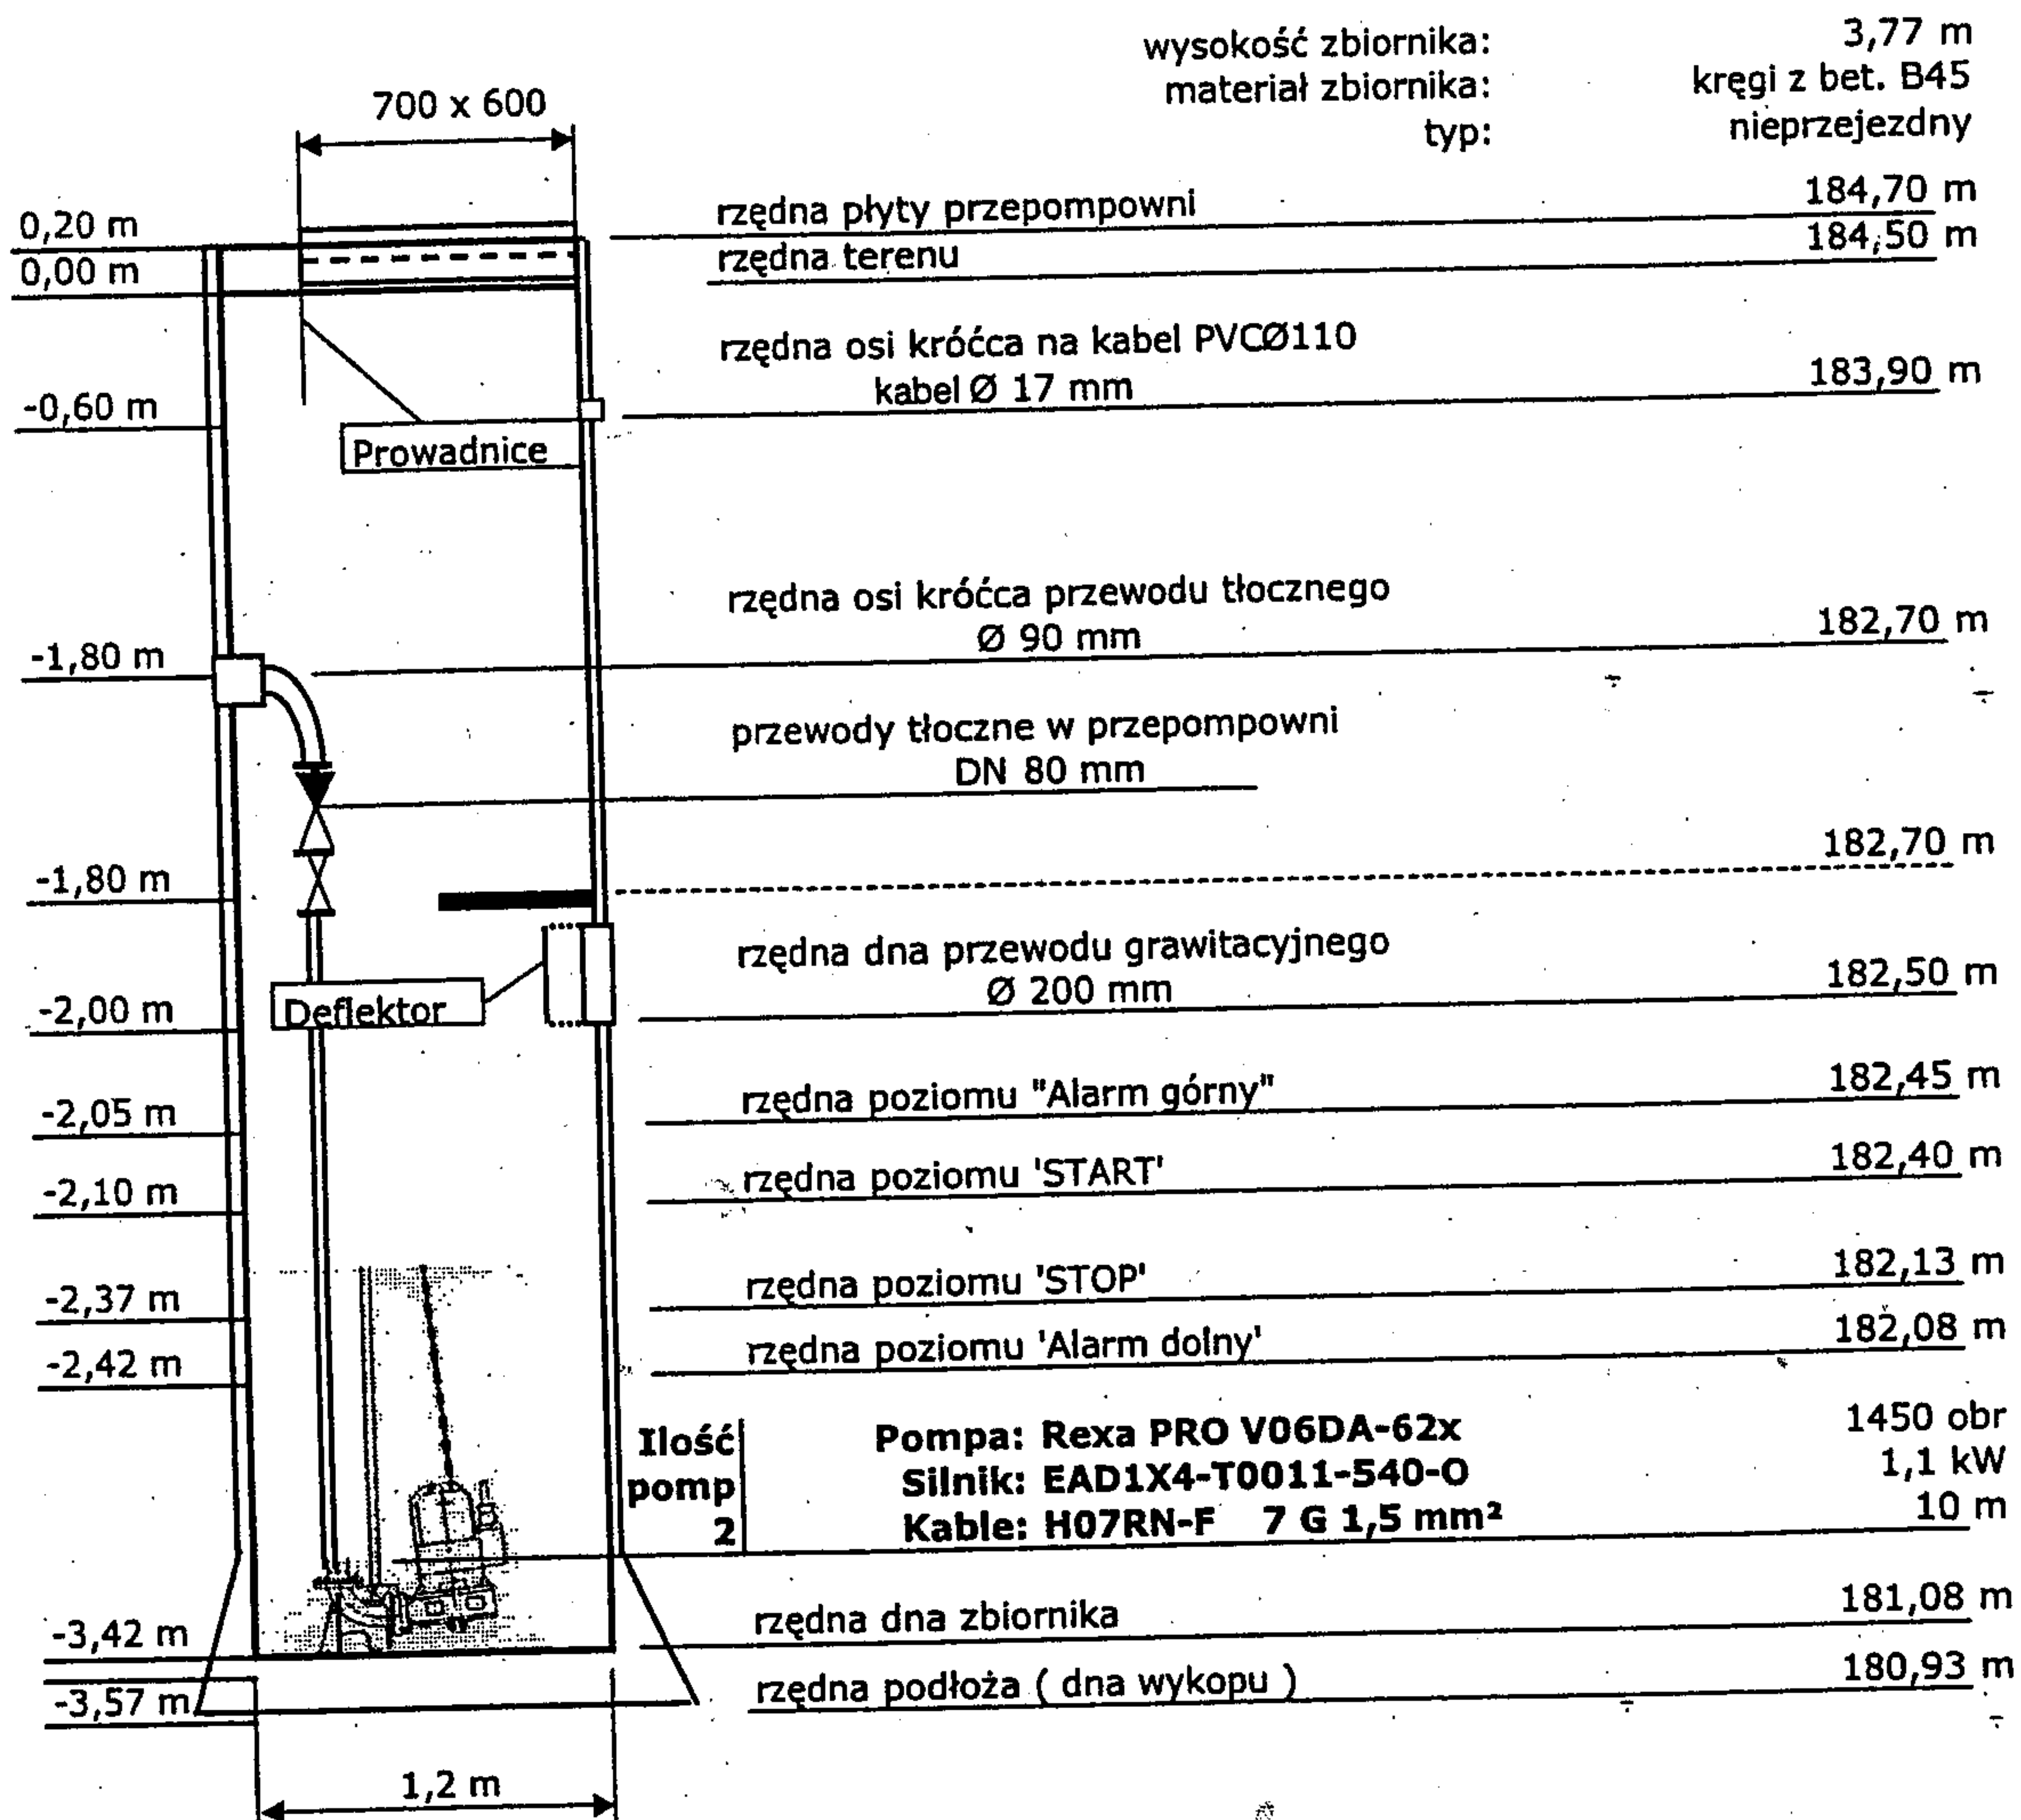 wysokość zbiornika: 3,77 m
materiał zbiornika: kręgi z bet. B45
typ: nieprzejezdny
700 x 600
0,20 m rzędna płyty przepompowni 184,70 m
0,00 m rzędna terenu 184,50 m
rzędna osi króćca na kabel PVCØ110
-0,60 m kabel Ø 17 mm 183,90 m
Prowadnice
rzędna osi króćca przewodu tłocznego
-1,80 m Ø 90 mm 182,70 m
przewody tłoczne w przepompowni
DN 80 mm
-1,80 m 182,70 m
rzędna dna przewodu grawitacyjnego
-2,00 m Deflektor Ø 200 mm 182,50 m
-2,05 m rzędna poziomu "Alarm górny" 182,45 m
-2,10 m rzędna poziomu 'START' 182,40 m
-2,37 m rzędna poziomu 'STOP' 182,13 m
-2,42 m rzędna poziomu 'Alarm dolny' 182,08 m
Ilość Pompa: Rexa PRO V06DA-62x 1450 obr
pomp Silnik: EAD1X4-T0011-540-O 1,1 kW
2 Kable: H07RN-F 7 G 1,5 mm² 10 m
-3,42 m rzędna dna zbiornika 181,08 m
-3,57 m rzędna podłoża ( dna wykopu ) 180,93 m
1,2 m